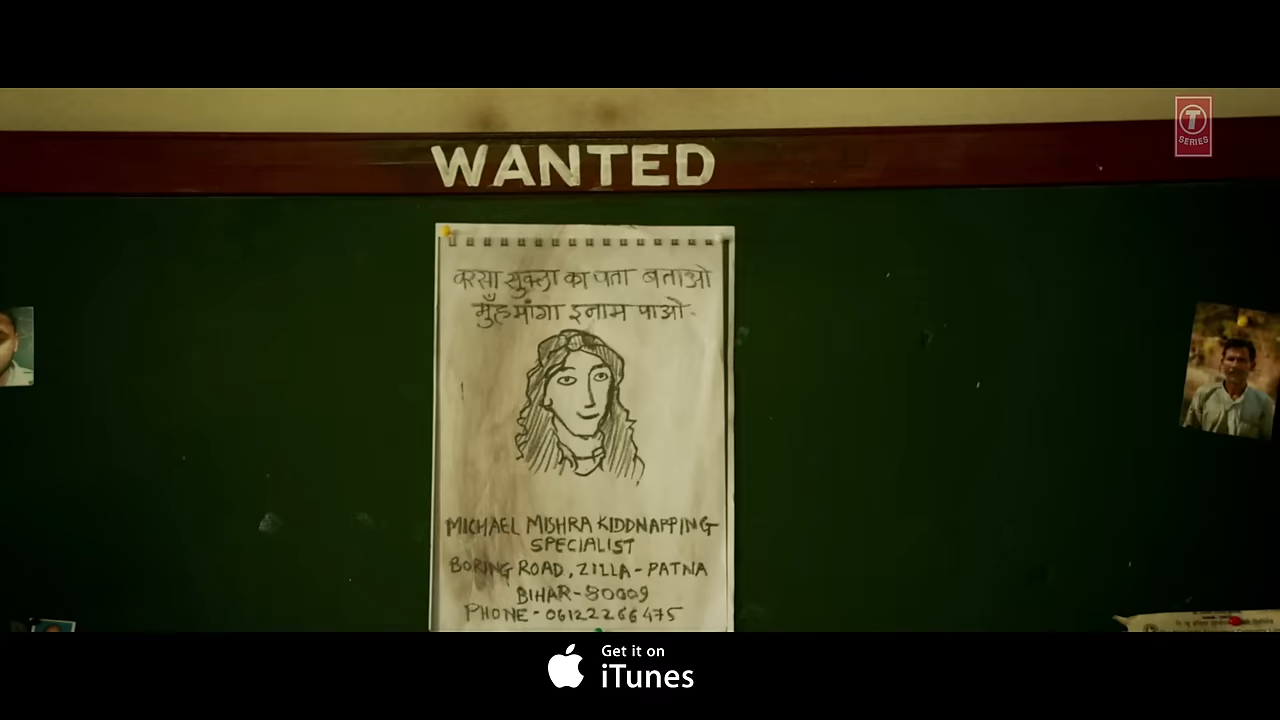 T
SERIES
WANTED
वरसा सुक्ला का पता बताओ
मुँहमांगा इनाम पाओ.
MICHAEL MISHRA KIDDNAPPING
SPECIALIST
BORING ROAD, ZILLA-PATNA
BIHAR-80009
PHONE-06122266475
Get it on
iTunes